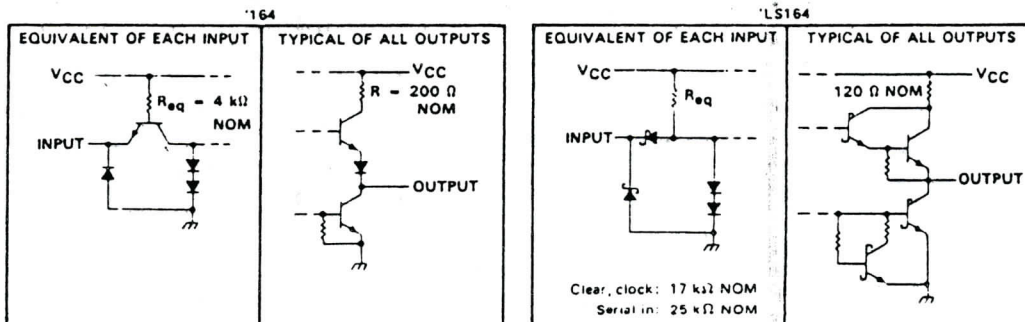 '164
EQUIVALENT OF EACH INPUT
VCC
Req = 4 kΩ
NOM
INPUT
TYPICAL OF ALL OUTPUTS
VCC
R = 200 Ω
NOM
OUTPUT
'LS164
EQUIVALENT OF EACH INPUT
VCC
Req
INPUT
Clear, clock: 17 kΩ NOM
Serial in: 25 kΩ NOM
TYPICAL OF ALL OUTPUTS
VCC
120 Ω NOM
OUTPUT